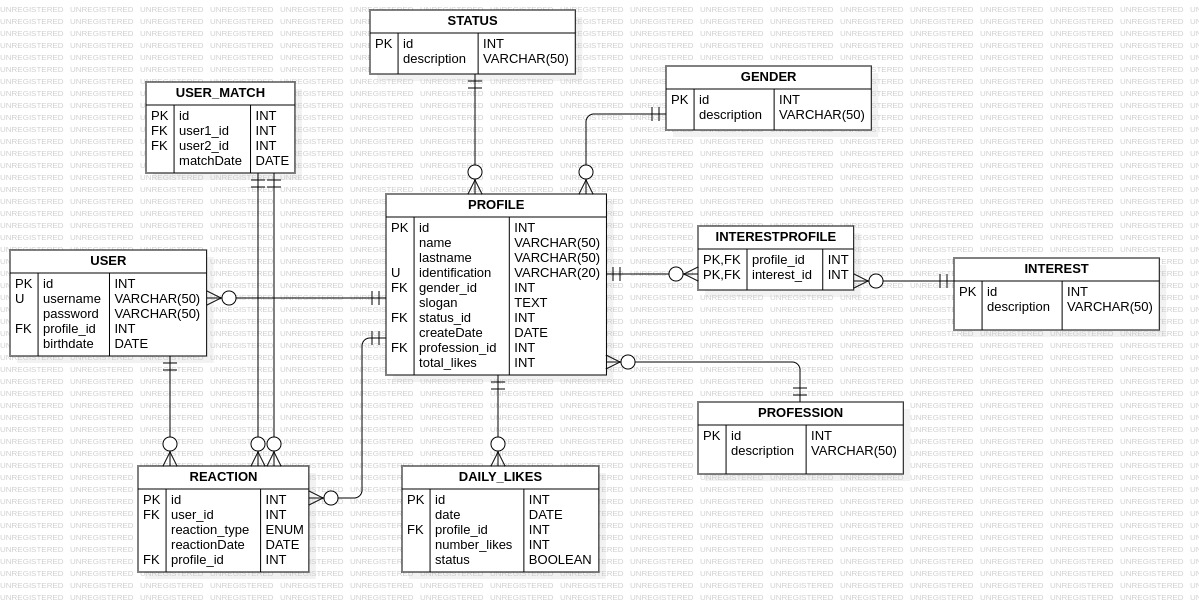 STATUS
PK id INT
description VARCHAR(50)
GENDER
PK id INT
description VARCHAR(50)
USER_MATCH
PK id INT
FK user1_id INT
FK user2_id INT
matchDate DATE
PROFILE
PK id INT
name VARCHAR(50)
lastname VARCHAR(50)
U identification VARCHAR(20)
FK gender_id INT
slogan TEXT
FK status_id INT
createDate DATE
FK profession_id INT
total_likes INT
INTERESTPROFILE
PK,FK profile_id INT
PK,FK interest_id INT
USER
PK id INT
U username VARCHAR(50)
password VARCHAR(50)
FK profile_id INT
birthdate DATE
INTEREST
PK id INT
description VARCHAR(50)
PROFESSION
PK id INT
description VARCHAR(50)
REACTION
PK id INT
FK user_id INT
reaction_type ENUM
reactionDate DATE
FK profile_id INT
DAILY_LIKES
PK id INT
date DATE
FK profile_id INT
number_likes INT
status BOOLEAN
UNREGISTERED